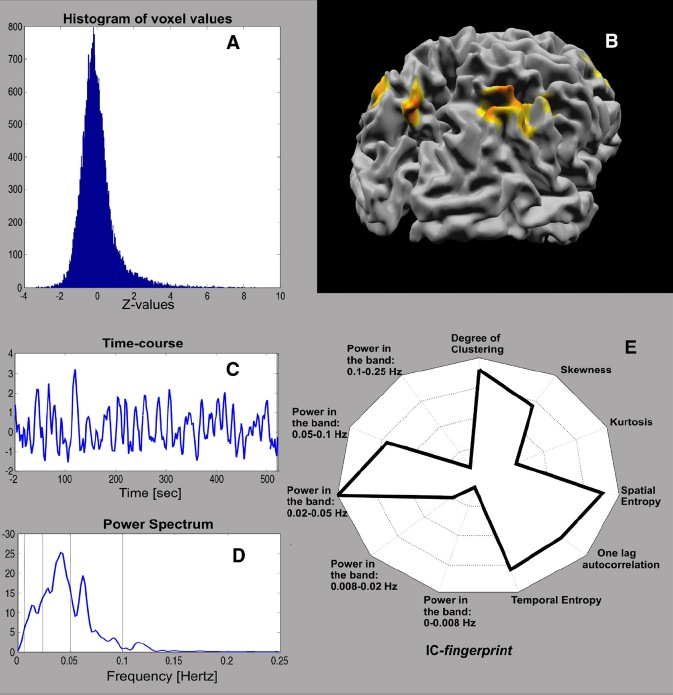 Histogram of voxel values
A
800
700
600
500
400
300
200
100
0
-4 -2 0 2 4 6 8 10
Z-values
B
Time-course
C
4
3
2
1
0
-1
-2
-2 100 200 300 400 500
Time [sec]
Power Spectrum
D
-30
25
20
15
10
5
0
0 0.05 0.1 0.15 0.2 0.25
Frequency [Hertz]
E
Degree of
Clustering
Skewness
Kurtosis
Spatial
Entropy
One lag
autocorrelation
Temporal Entropy
Power in
the band:
0-0.008 Hz
Power in
the band:
0.008-0.02 Hz
Power in
the band:
0.02-0.05 Hz
Power in
the band:
0.05-0.1 Hz
Power in
the band:
0.1-0.25 Hz
IC-fingerprint